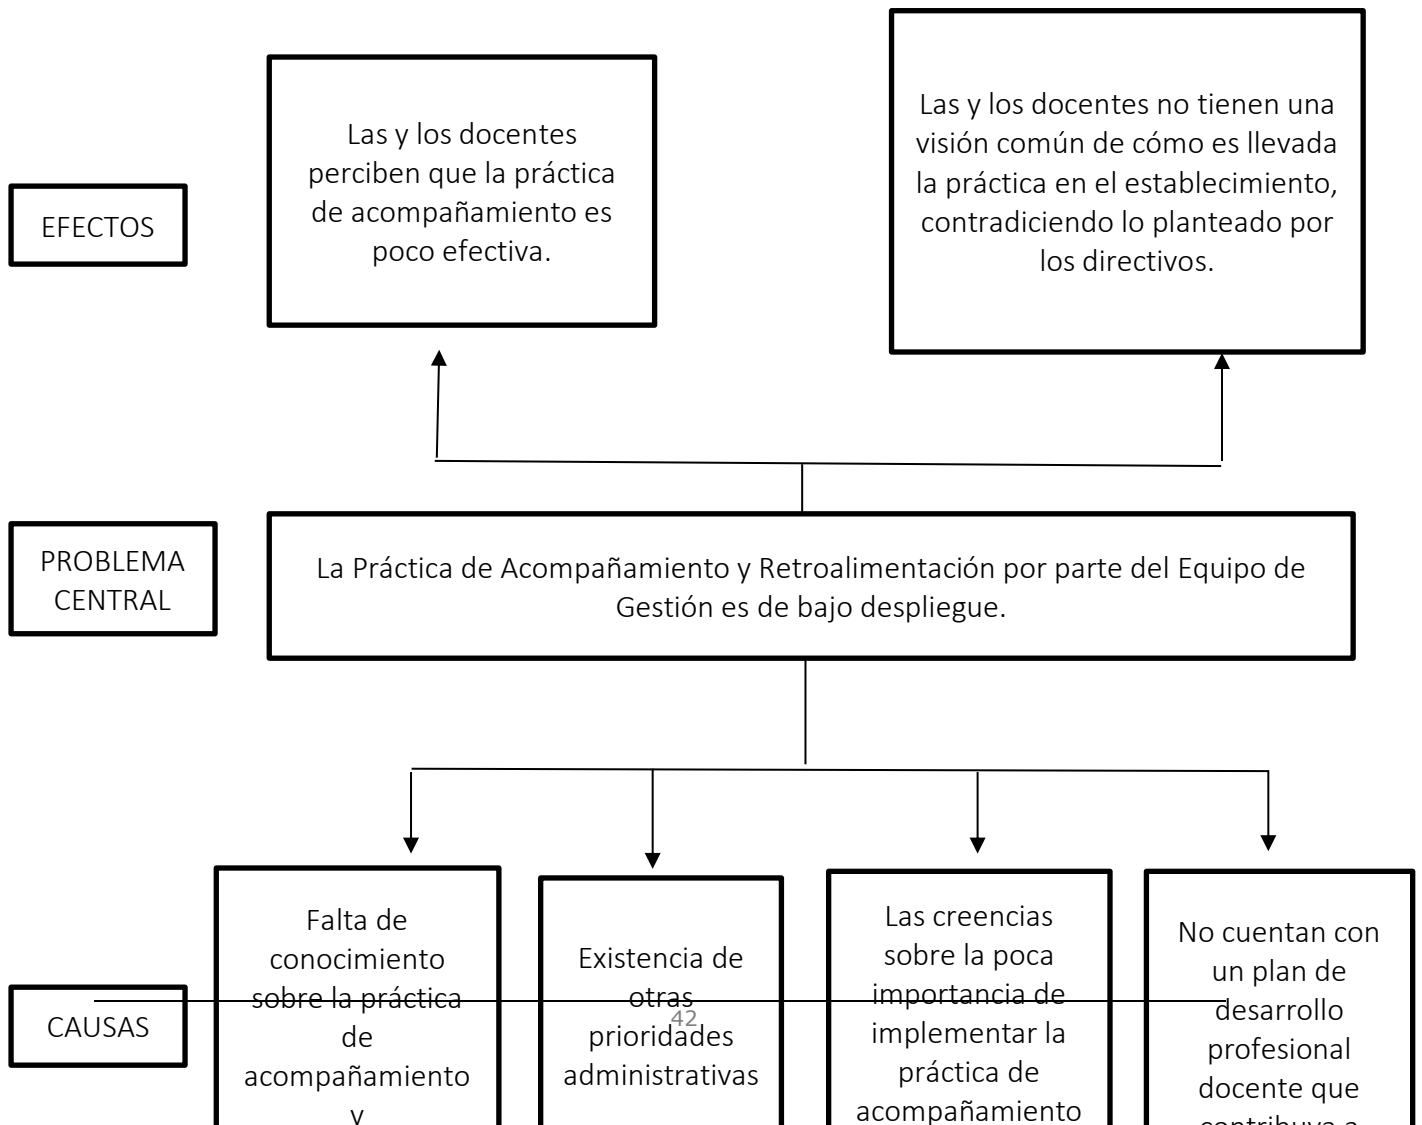 Las y los docentes
perciben que la práctica
de acompañamiento es
poco efectiva.
Las y los docentes no tienen una
visión común de cómo es llevada
la práctica en el establecimiento,
contradiciendo lo planteado por
los directivos.
EFECTOS
PROBLEMA
CENTRAL
La Práctica de Acompañamiento y Retroalimentación por parte del Equipo de
Gestión es de bajo despliegue.
CAUSAS
Falta de
conocimiento
sobre la práctica
de
acompañamiento
y
Existencia de
otras
prioridades
administrativas
42
Las creencias
sobre la poca
importancia de
implementar la
práctica de
acompañamiento
No cuentan con
un plan de
desarrollo
profesional
docente que
contribuya a